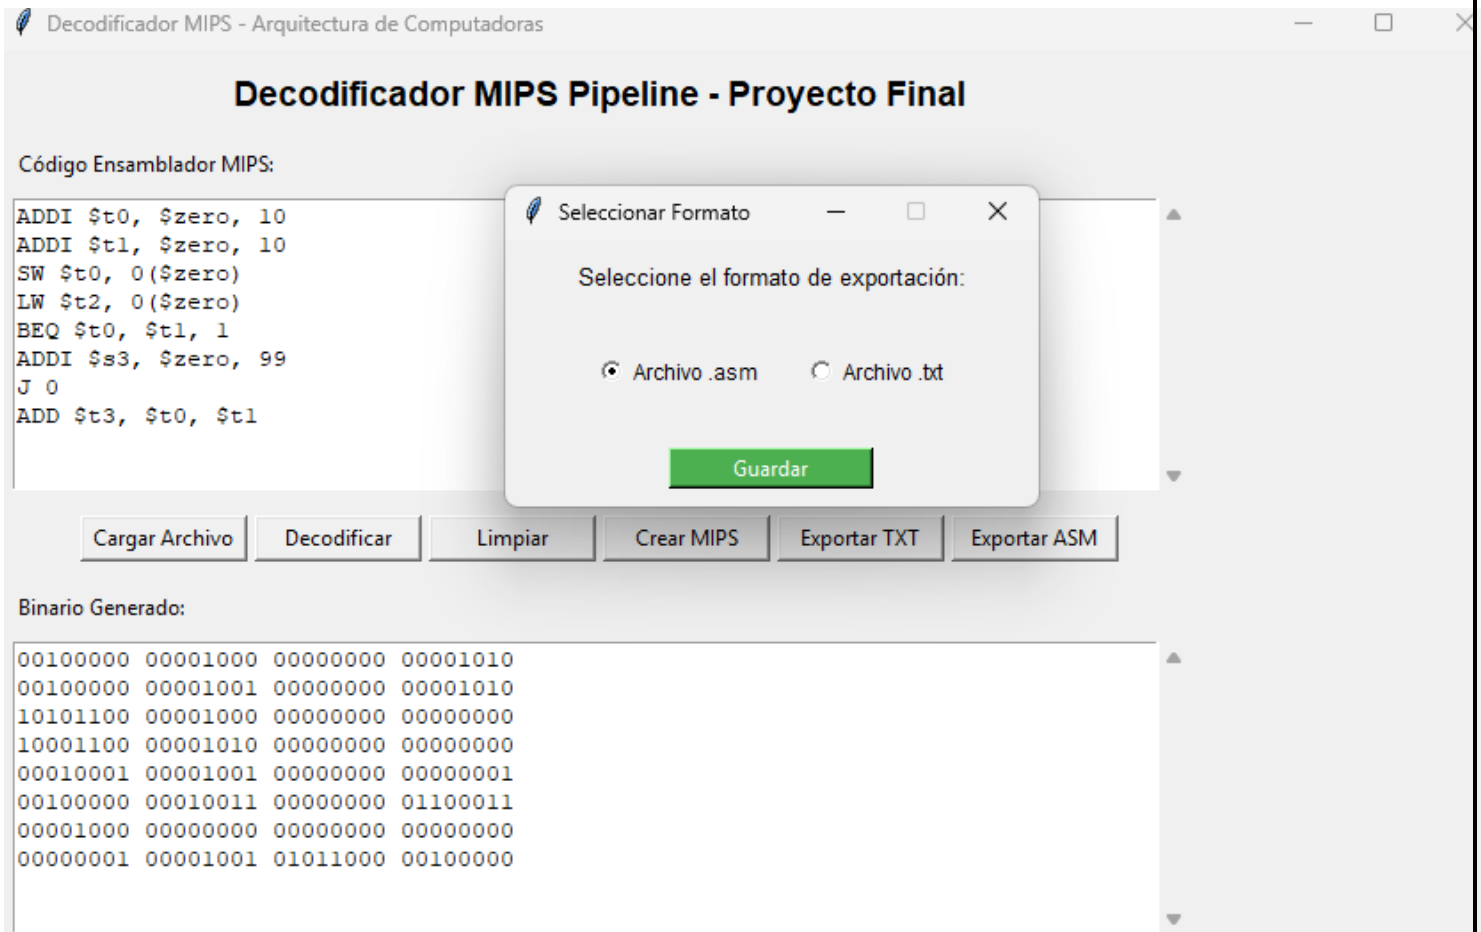 Decodificador MIPS - Arquitectura de Computadoras
Decodificador MIPS Pipeline - Proyecto Final
Código Ensamblador MIPS:
ADDI $t0, $zero, 10
ADDI $t1, $zero, 10
SW $t0, 0($zero)
LW $t2, 0($zero)
BEQ $t0, $t1, 1
ADDI $s3, $zero, 99
J 0
ADD $t3, $t0, $t1
Seleccionar Formato
Seleccione el formato de exportación:
Archivo .asm
Archivo .txt
Guardar
Cargar Archivo
Decodificar
Limpiar
Crear MIPS
Exportar TXT
Exportar ASM
Binario Generado:
00100000 00001000 00000000 00001010
00100000 00001001 00000000 00001010
10101100 00001000 00000000 00000000
10001100 00001010 00000000 00000000
00010001 00001001 00000000 00000001
00100000 00010011 00000000 01100011
00001000 00000000 00000000 00000000
00000001 00001001 01011000 00100000